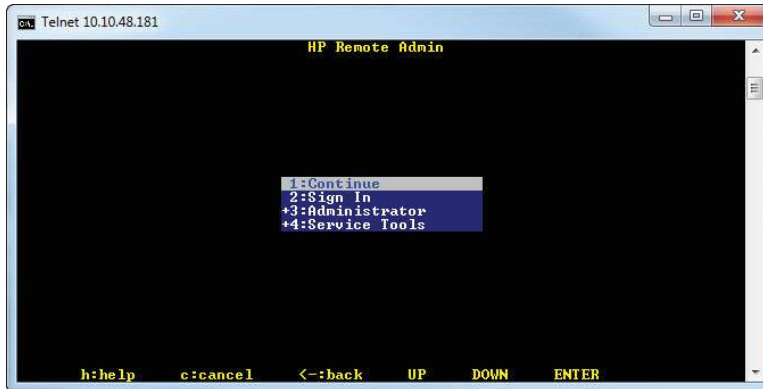 Telnet 10.10.48.181
HP Remote Admin
1:Continue
2:Sign In
+3:Administrator
+4:Service Tools
h:help c:cancel <-:back UP DOWN ENTER